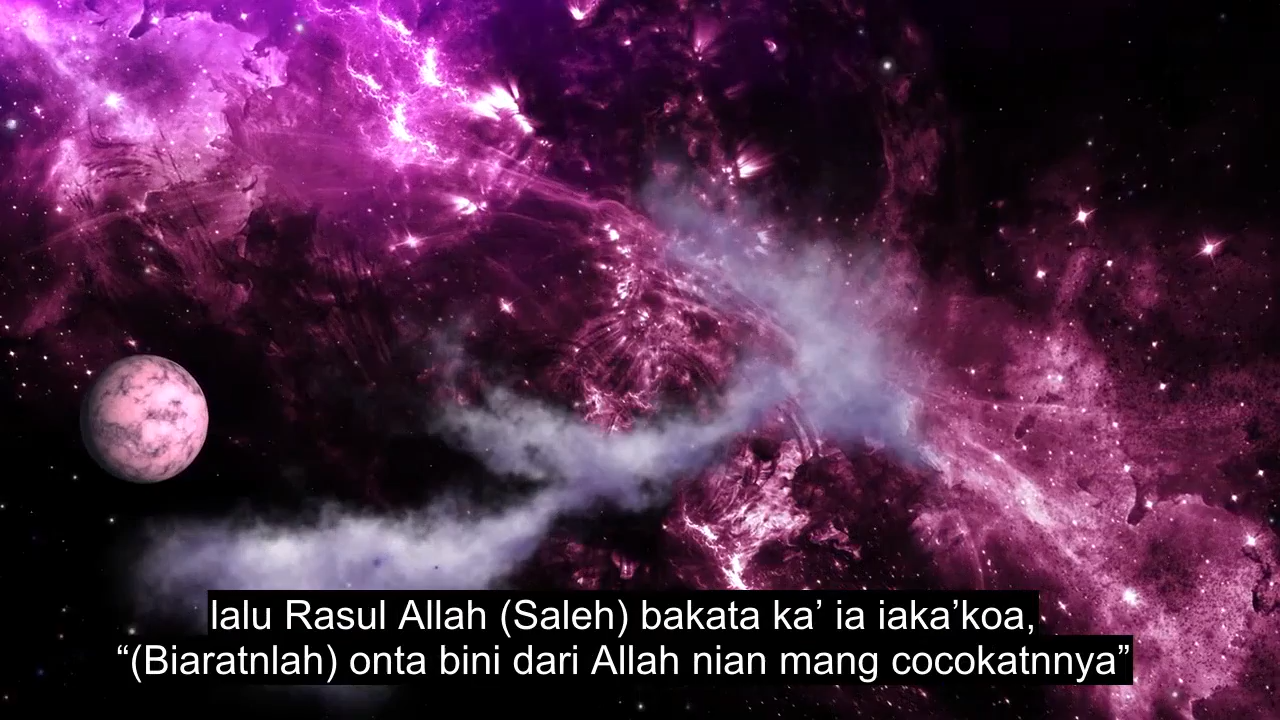 lalu Rasul Allah (Saleh) bakata ka’ ia iaka’koa,
“(Biaratnlah) onta bini dari Allah nian mang cocokatnnya”